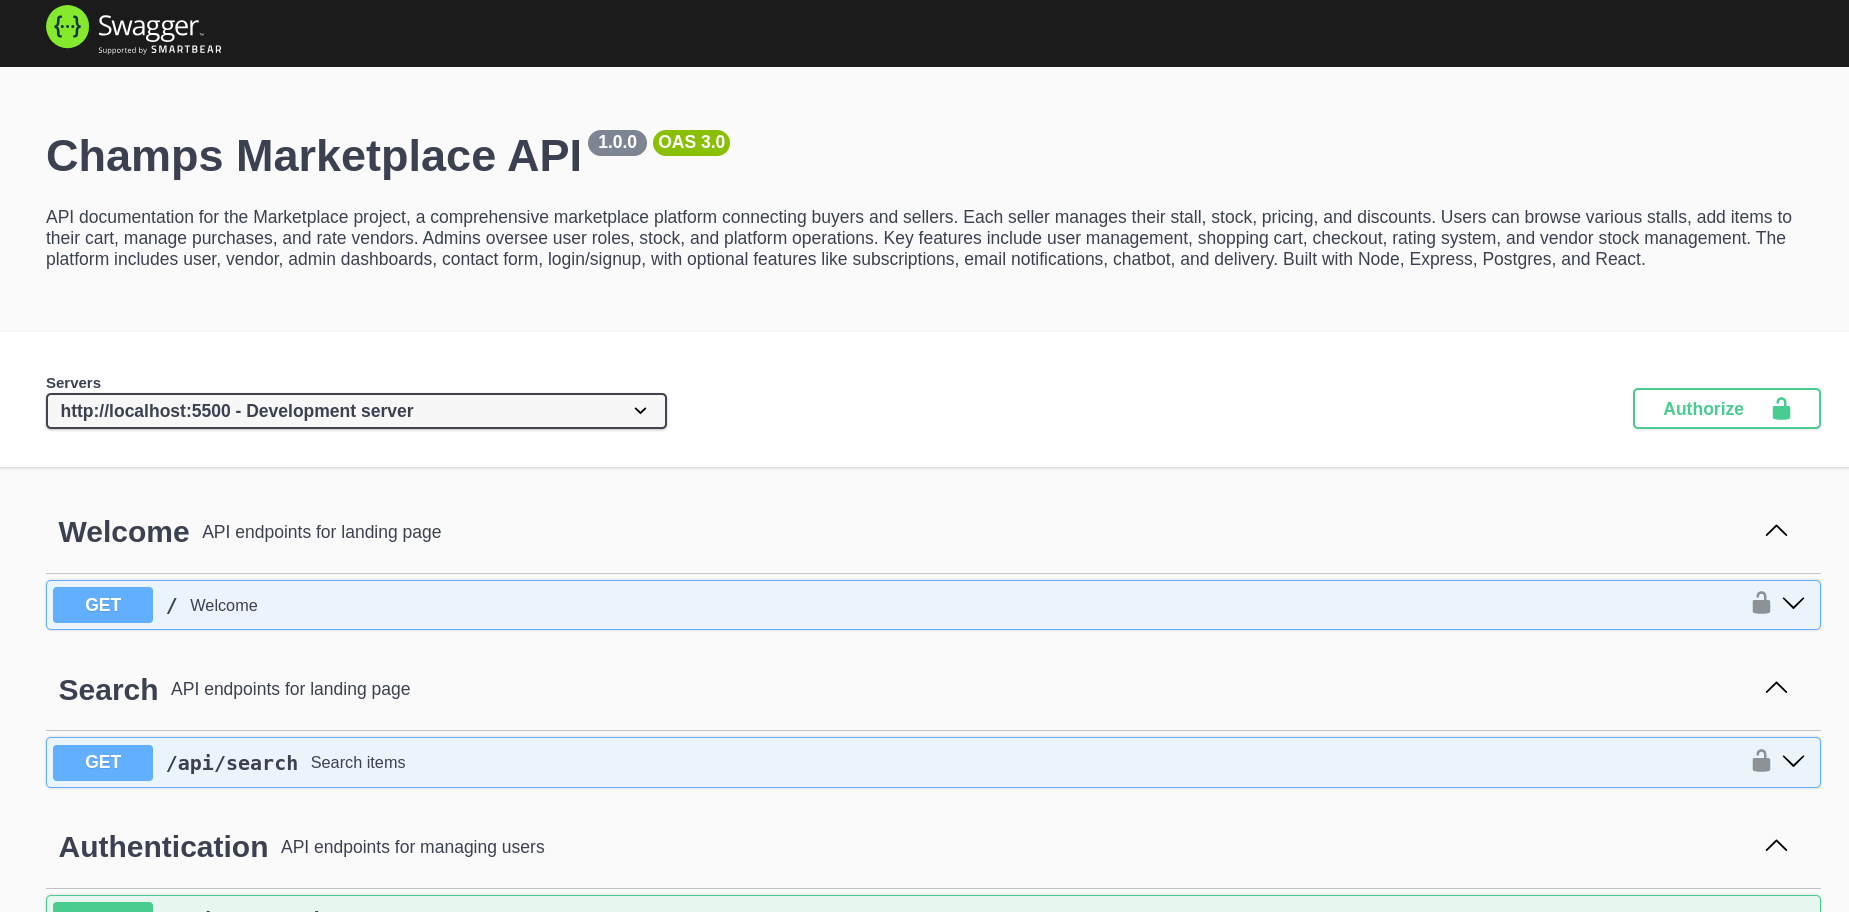 {···} Swagger™
Supported by SMARTBEAR
Champs Marketplace API 1.0.0 OAS 3.0
API documentation for the Marketplace project, a comprehensive marketplace platform connecting buyers and sellers. Each seller manages their stall, stock, pricing, and discounts. Users can browse various stalls, add items to
their cart, manage purchases, and rate vendors. Admins oversee user roles, stock, and platform operations. Key features include user management, shopping cart, checkout, rating system, and vendor stock management. The
platform includes user, vendor, admin dashboards, contact form, login/signup, with optional features like subscriptions, email notifications, chatbot, and delivery. Built with Node, Express, Postgres, and React.
Servers
http://localhost:5500 - Development server
Authorize
Welcome API endpoints for landing page
GET / Welcome
Search API endpoints for landing page
GET /api/search Search items
Authentication API endpoints for managing users